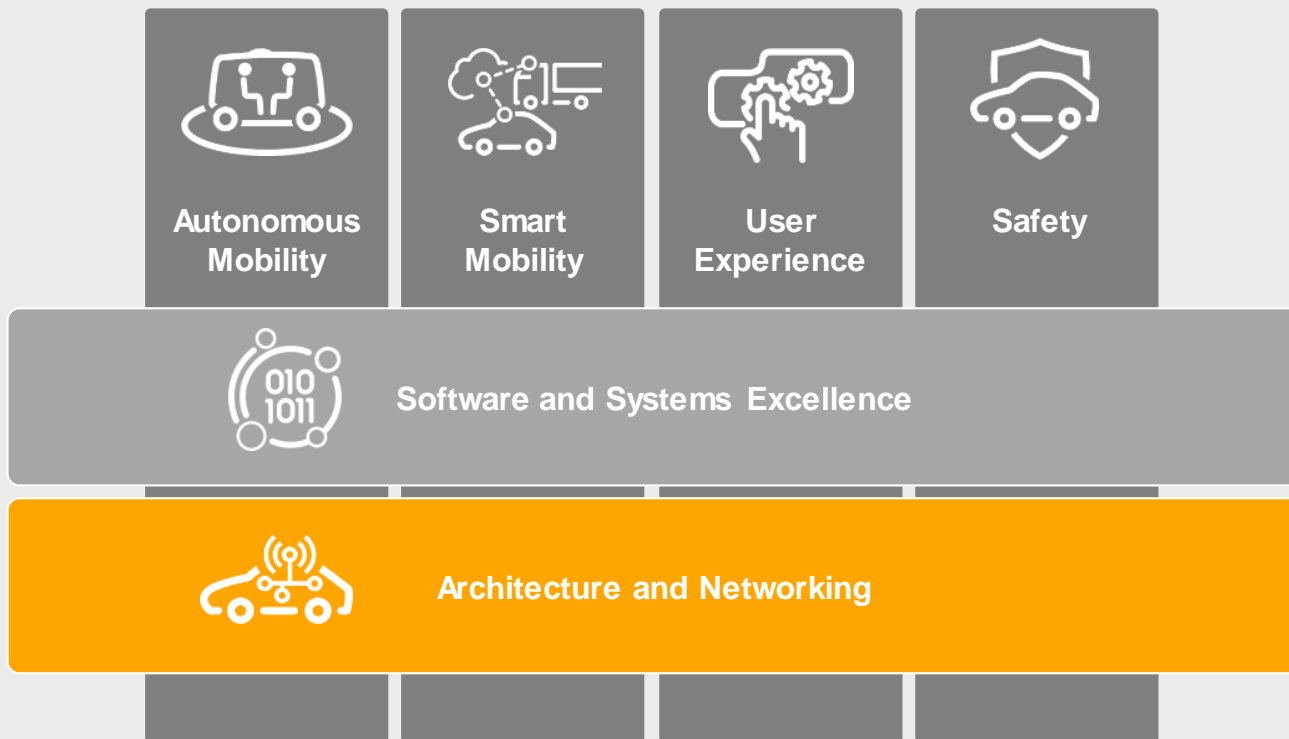 Autonomous
Mobility
Smart
Mobility
User
Experience
Safety
010
1011
Software and Systems Excellence
Architecture and Networking